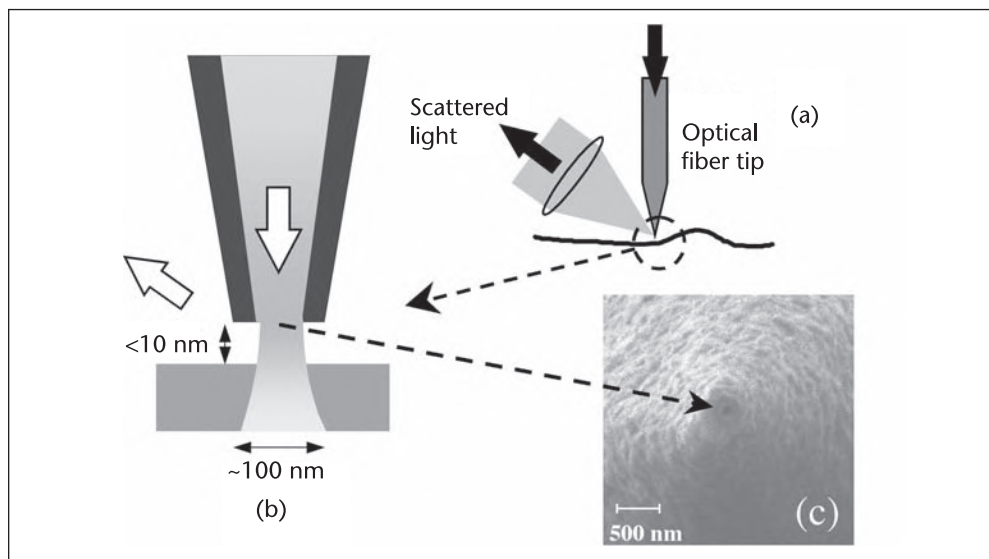 Scattered
light
Optical
fiber tip
(a)
<10 nm
~100 nm
(b)
500 nm
(c)